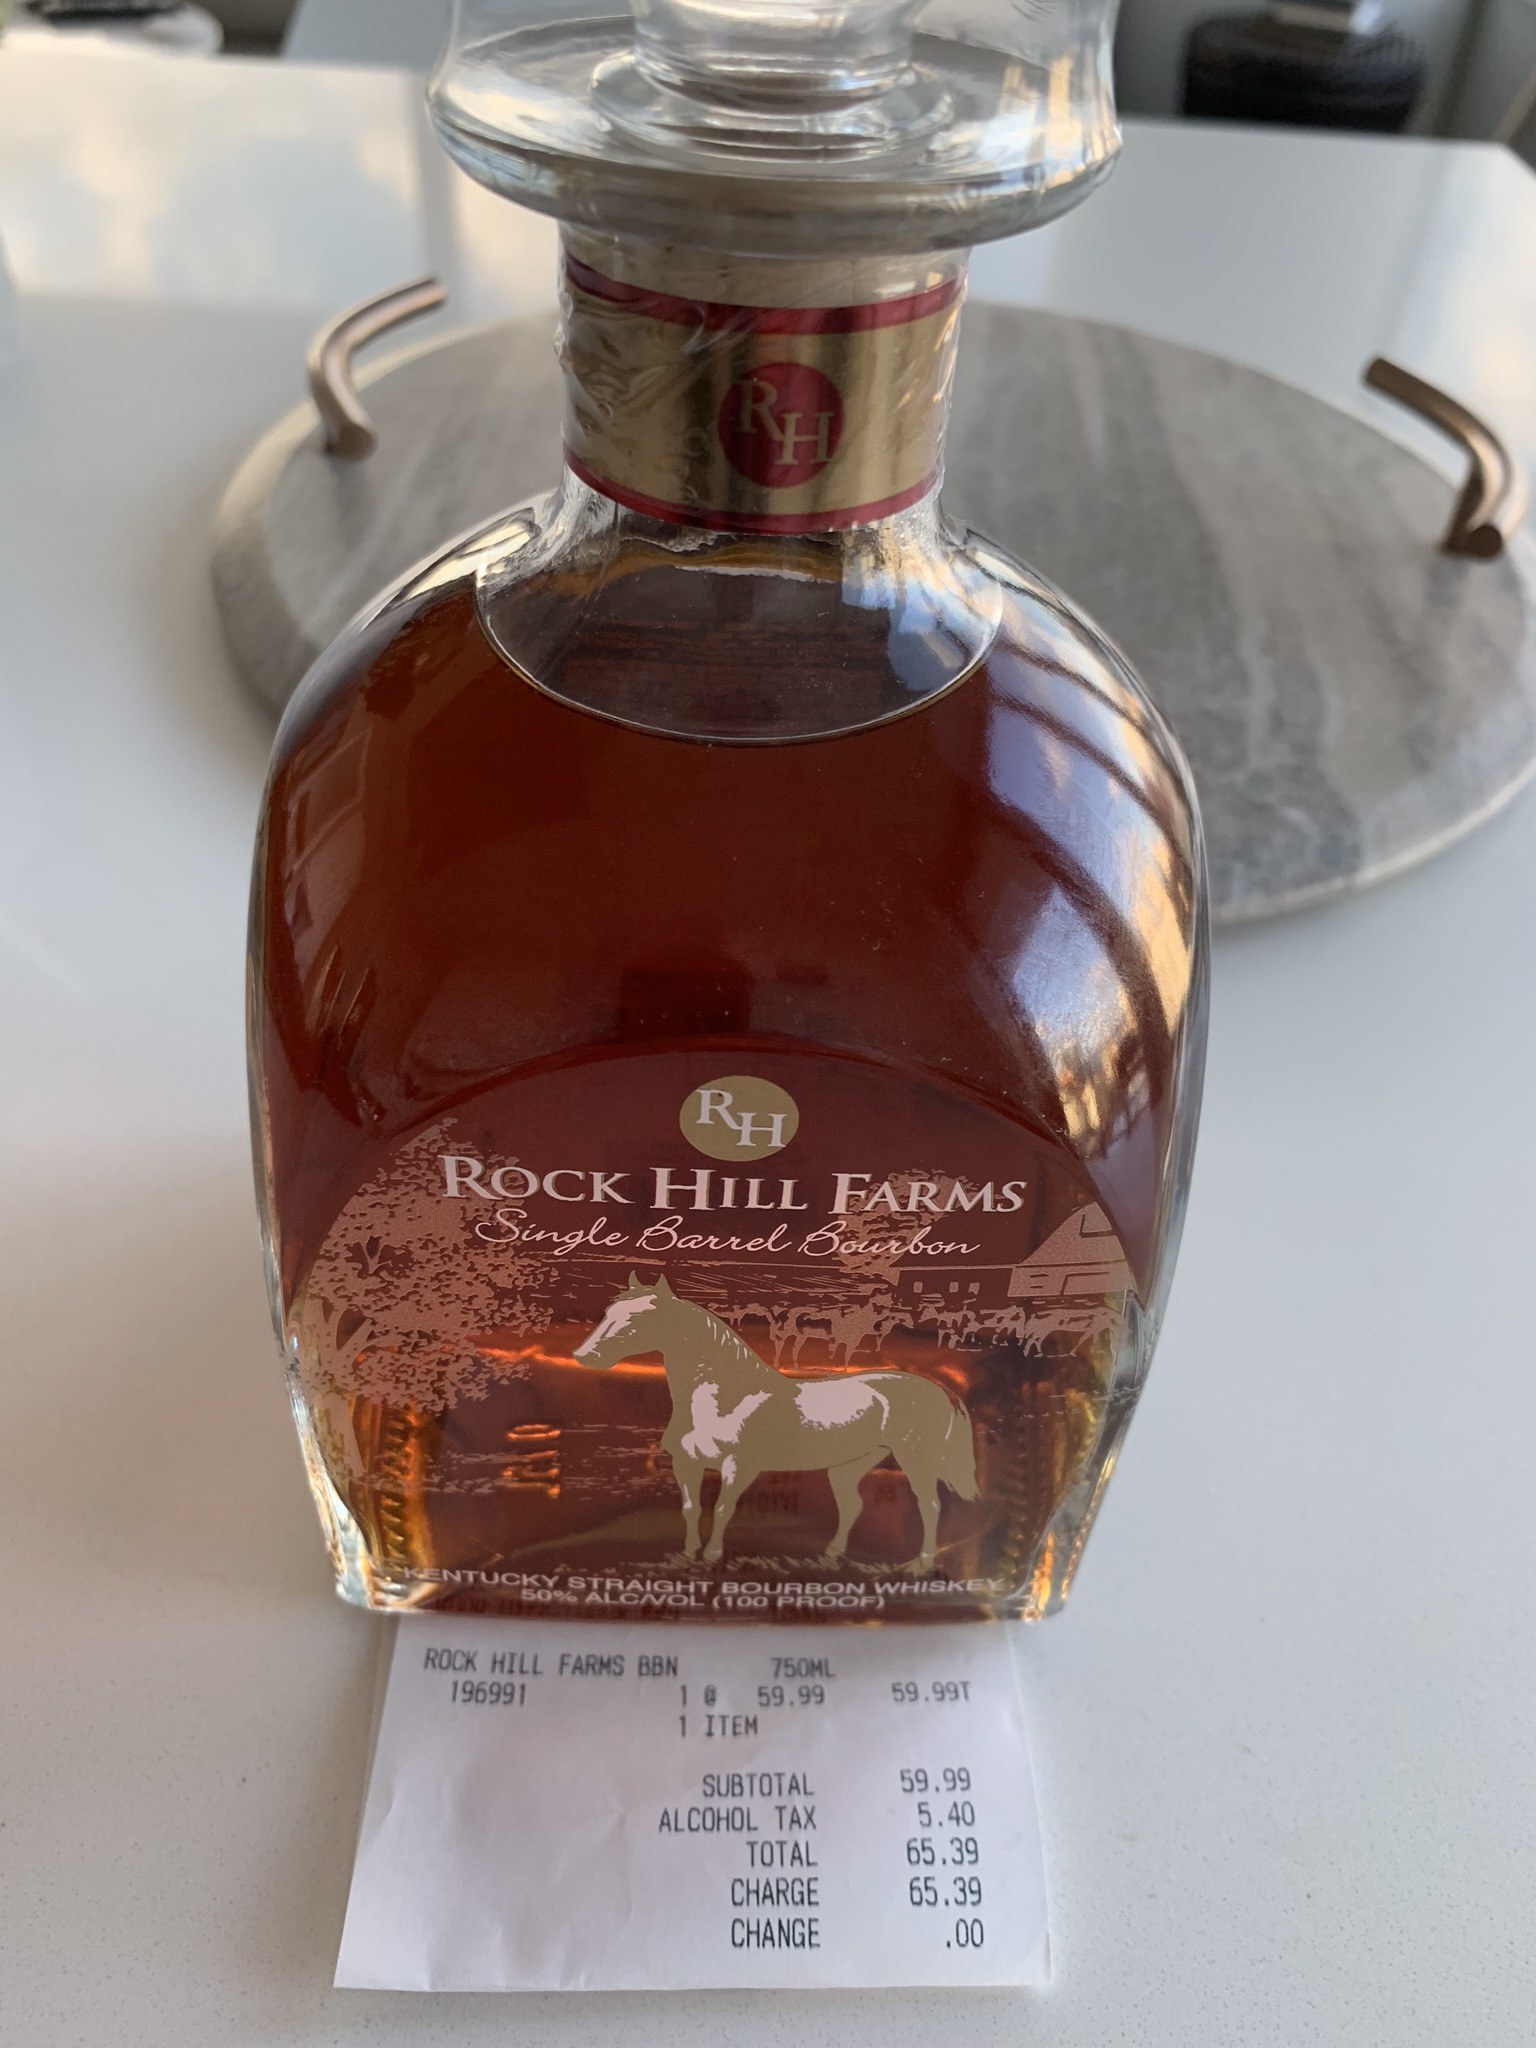 RH
RH
ROCK HILL FARMS
Single Barrel Bourbon
KENTUCKY STRAIGHT BOURBON WHISKEY
50% ALC/VOL (100 PROOF)
ROCK HILL FARMS BBN 750ML
196991 1 @ 59.99 59.99T
1 ITEM
SUBTOTAL 59.99
ALCOHOL TAX 5.40
TOTAL 65.39
CHARGE 65.39
CHANGE .00